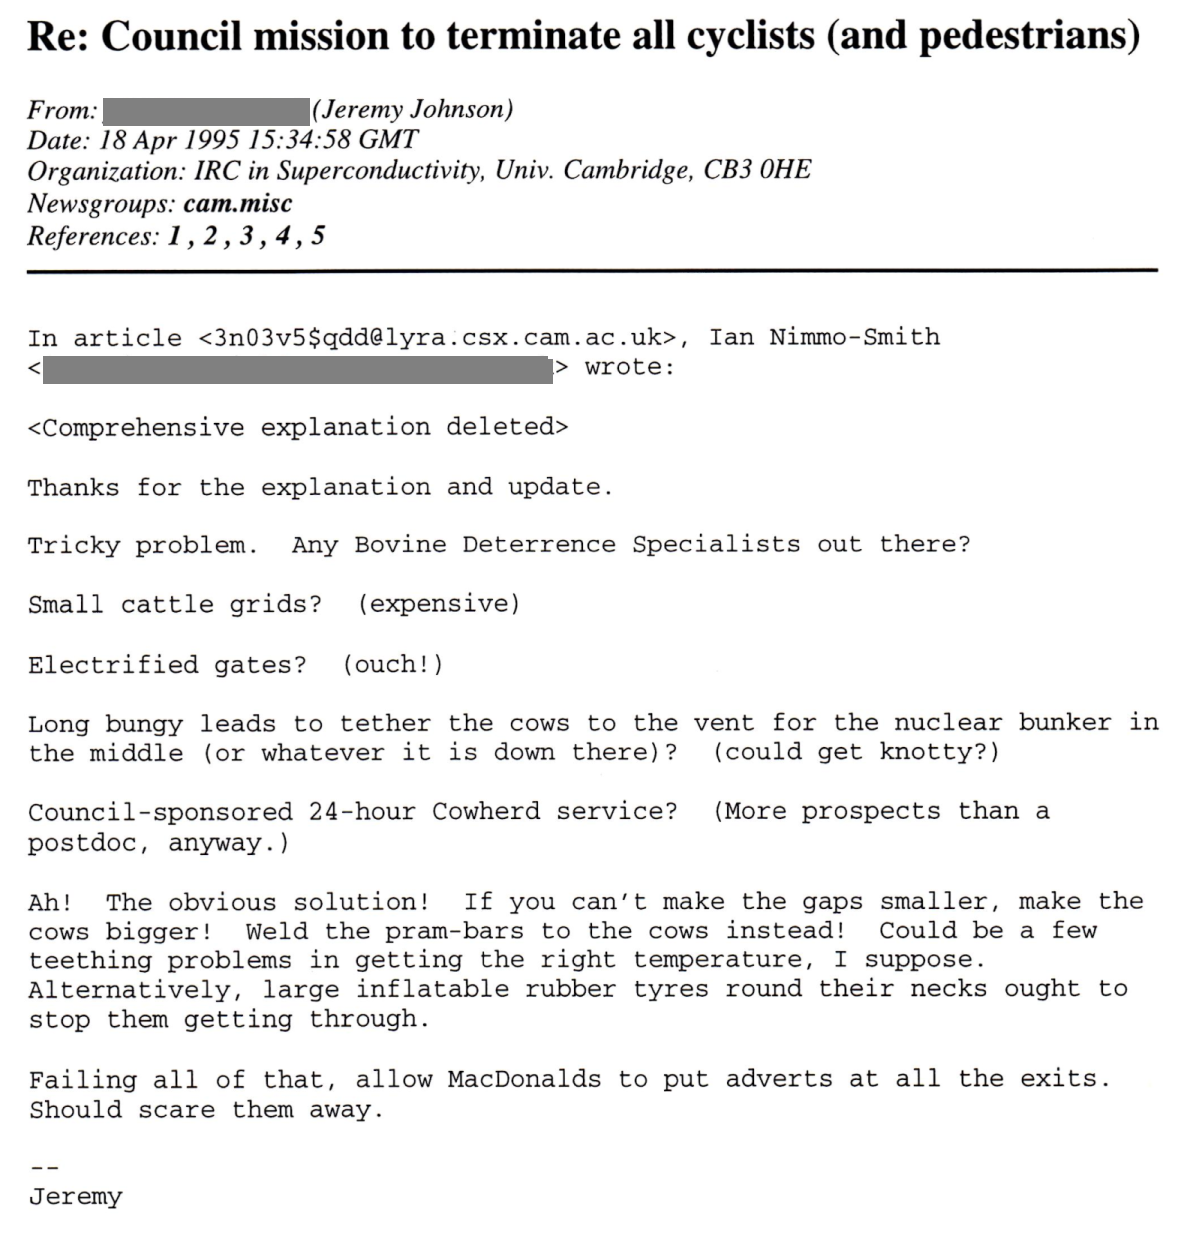 Re: Council mission to terminate all cyclists (and pedestrians)
From: (Jeremy Johnson)
Date: 18 Apr 1995 15:34:58 GMT
Organization: IRC in Superconductivity, Univ. Cambridge, CB3 0HE
Newsgroups: cam.misc
References: 1 , 2 , 3 , 4 , 5
In article <3n03v5$qdd@lyra.csx.cam.ac.uk>, Ian Nimmo-Smith
< > wrote:
<Comprehensive explanation deleted>
Thanks for the explanation and update.
Tricky problem.  Any Bovine Deterrence Specialists out there?
Small cattle grids?  (expensive)
Electrified gates?  (ouch!)
Long bungy leads to tether the cows to the vent for the nuclear bunker in
the middle (or whatever it is down there)?  (could get knotty?)
Council-sponsored 24-hour Cowherd service?  (More prospects than a
postdoc, anyway.)
Ah!  The obvious solution!  If you can't make the gaps smaller, make the
cows bigger!  Weld the pram-bars to the cows instead!  Could be a few
teething problems in getting the right temperature, I suppose.
Alternatively, large inflatable rubber tyres round their necks ought to
stop them getting through.
Failing all of that, allow MacDonalds to put adverts at all the exits.
Should scare them away.
--
Jeremy